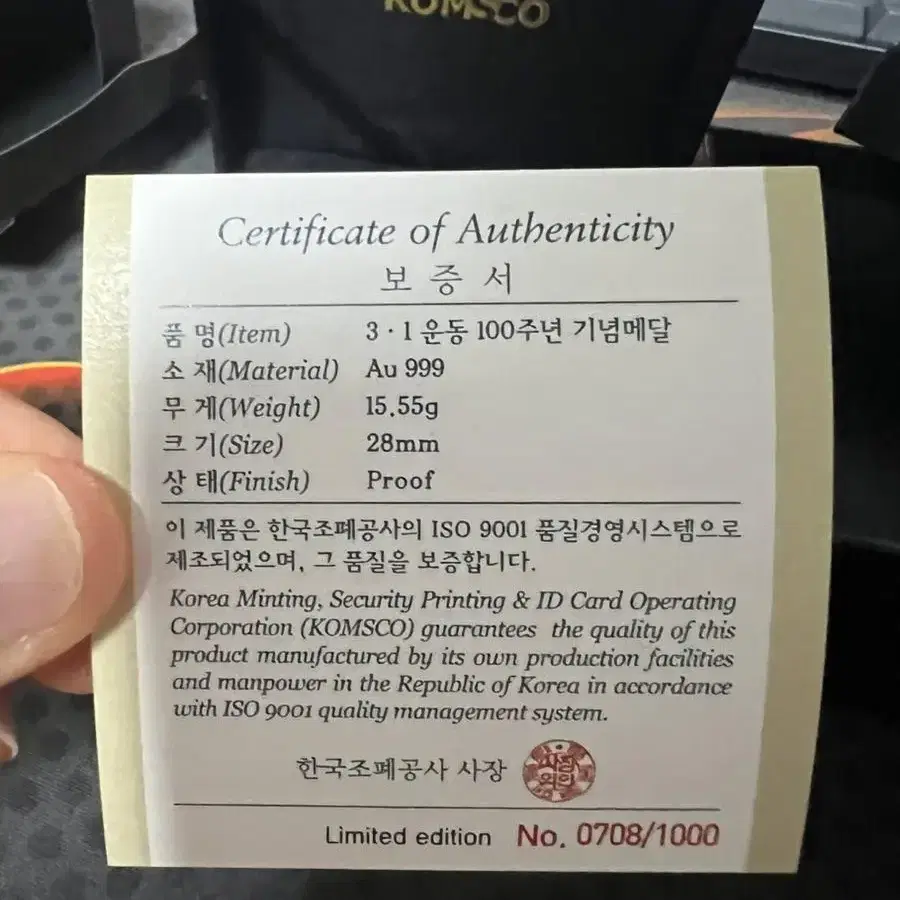 KOMSCO
Certificate of Authenticity
보증서
품 명(Item) 3·1 운동 100주년 기념메달
소 재(Material) Au 999
무 게(Weight) 15.55g
크 기(Size) 28mm
상 태(Finish) Proof
이 제품은 한국조폐공사의 ISO 9001 품질경영시스템으로
제조되었으며, 그 품질을 보증합니다.
Korea Minting, Security Printing & ID Card Operating
Corporation (KOMSCO) guarantees the quality of this
product manufactured by its own production facilities
and manpower in the Republic of Korea in accordance
with ISO 9001 quality management system.
한국조폐공사 사장
Limited edition No. 0708/1000